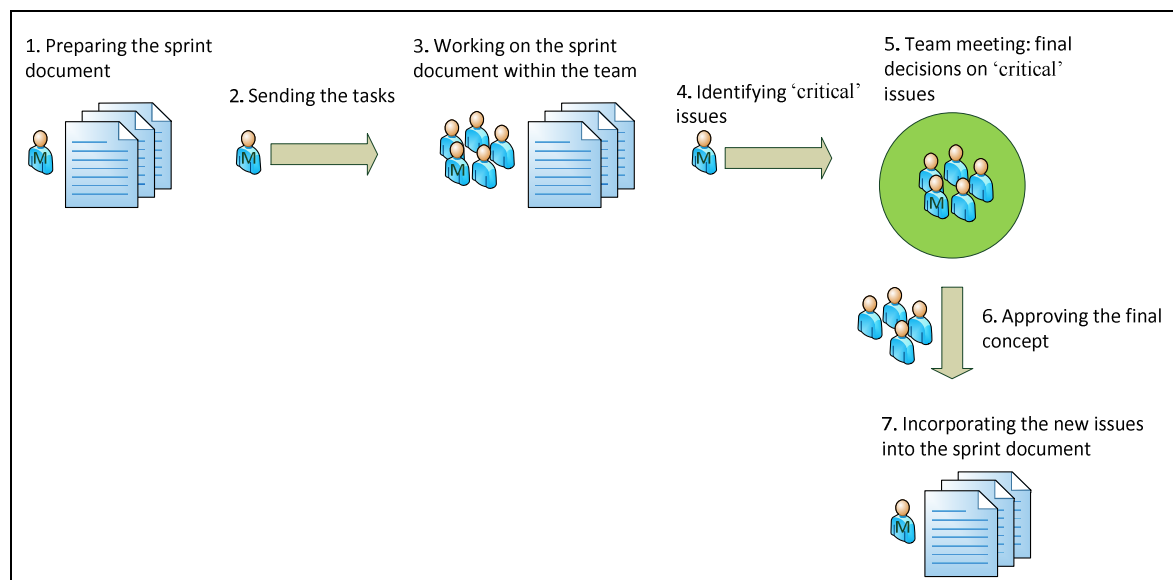 1. Preparing the sprint
document
M
2. Sending the tasks
M
3. Working on the sprint
document within the team
M
4. Identifying ‘critical’
issues
M
5. Team meeting: final
decisions on ‘critical’
issues
M
6. Approving the final
concept
7. Incorporating the new issues
into the sprint document
M